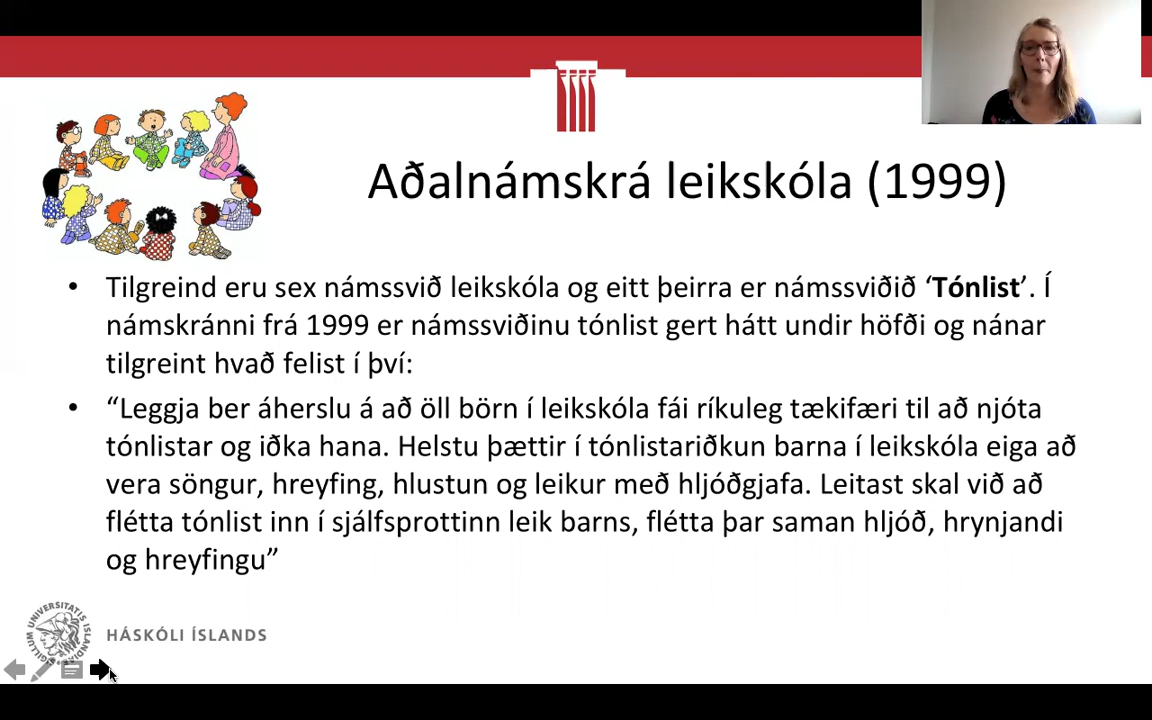 Aðalnámskrá leikskóla (1999)
• Tilgreind eru sex námssvið leikskóla og eitt þeirra er námssviðið ‘Tónlist’. Í
námskránni frá 1999 er námssviðinu tónlist gert hátt undir höfði og nánar
tilgreint hvað felist í því:
• “Leggja ber áherslu á að öll börn í leikskóla fái ríkuleg tækifæri til að njóta
tónlistar og iðka hana. Helstu þættir í tónlistariðkun barna í leikskóla eiga að
vera söngur, hreyfing, hlustun og leikur með hljóðgjafa. Leitast skal við að
flétta tónlist inn í sjálfsprottinn leik barns, flétta þar saman hljóð, hrynjandi
og hreyfingu”
HÁSKÓLI ÍSLANDS